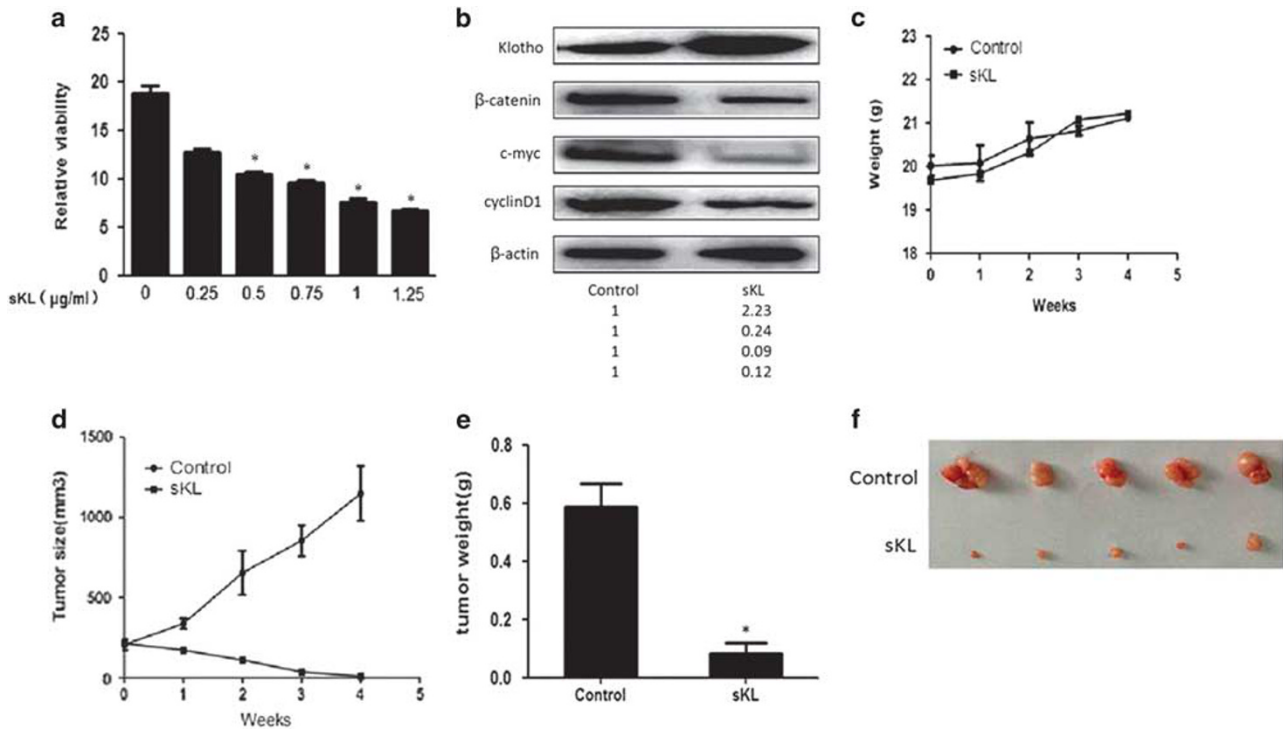 a
25
20
15
10
5
0
Relative viability
* * * *
sKL ( μg/ml) 0 0.25 0.5 0.75 1 1.25
b
Klotho
β-catenin
c-myc
cyclinD1
β-actin
Control sKL
1 2.23
1 0.24
1 0.09
1 0.12
c
23
22
21
20
19
18
Weight (g)
Control
sKL
0 1 2 3 4 5
Weeks
d
1500
1000
500
0
Tumor size(mm3)
Control
sKL
0 1 2 3 4 5
Weeks
e
0.8
0.6
0.4
0.2
0.0
tumor weight(g)
*
Control sKL
f
Control
sKL